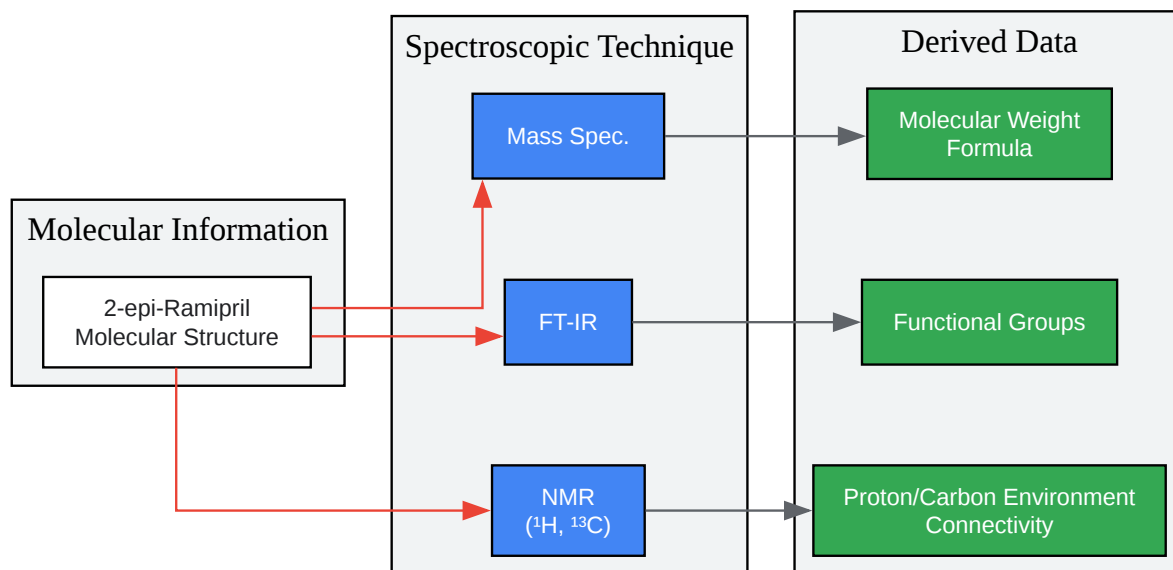 Molecular Information
2-epi-Ramipril
Molecular Structure
Spectroscopic Technique
Mass Spec.
FT-IR
NMR
(¹H, ¹³C)
Derived Data
Molecular Weight
Formula
Functional Groups
Proton/Carbon Environment
Connectivity